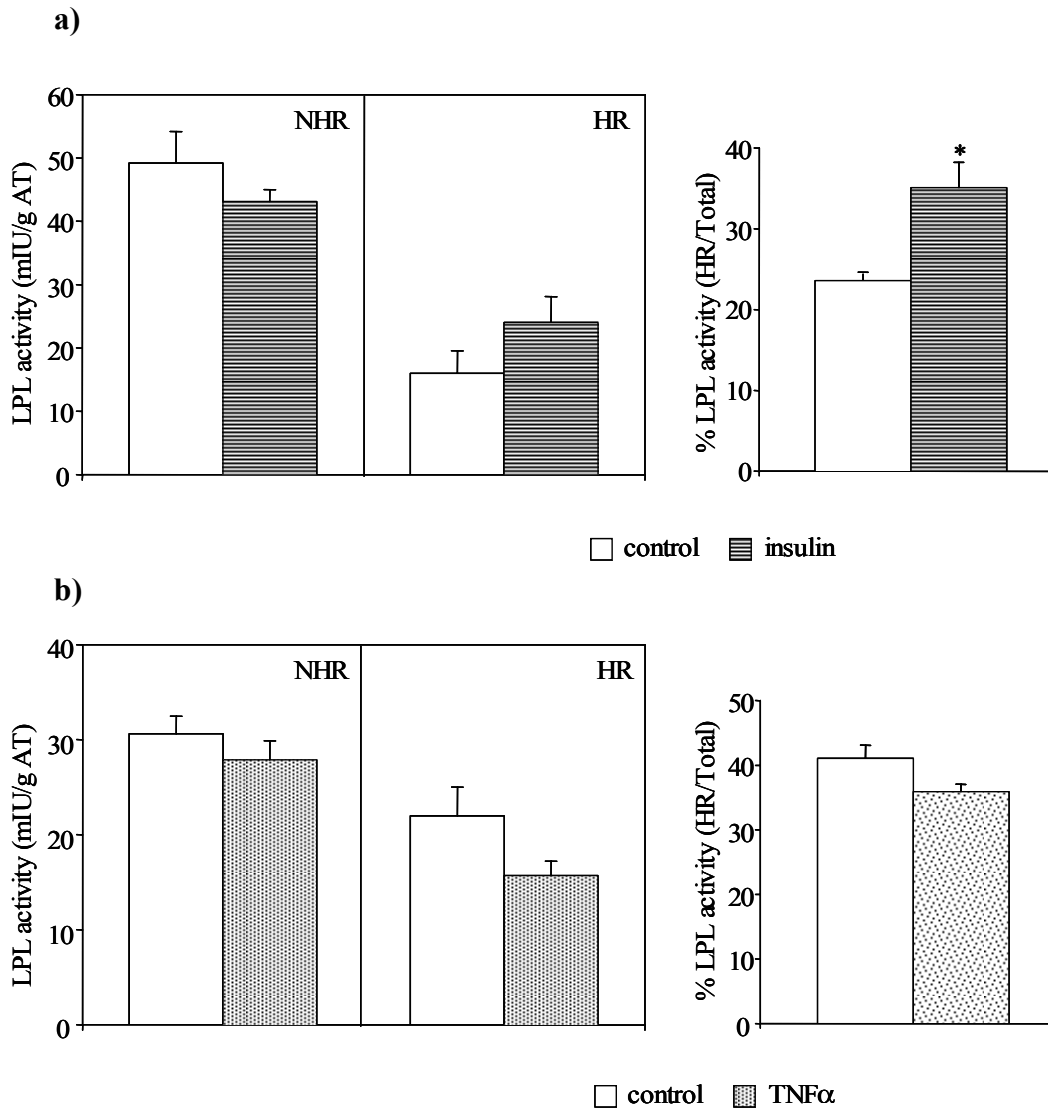 a)
LPL activity (mIU/g AT)
60
50
40
30
20
10
0
NHR
HR
% LPL activity (HR/Total)
40
30
20
10
0
*
control
insulin
b)
LPL activity (mIU/g AT)
40
30
20
10
0
NHR
HR
% LPL activity (HR/Total)
50
40
30
20
10
0
control
TNFα